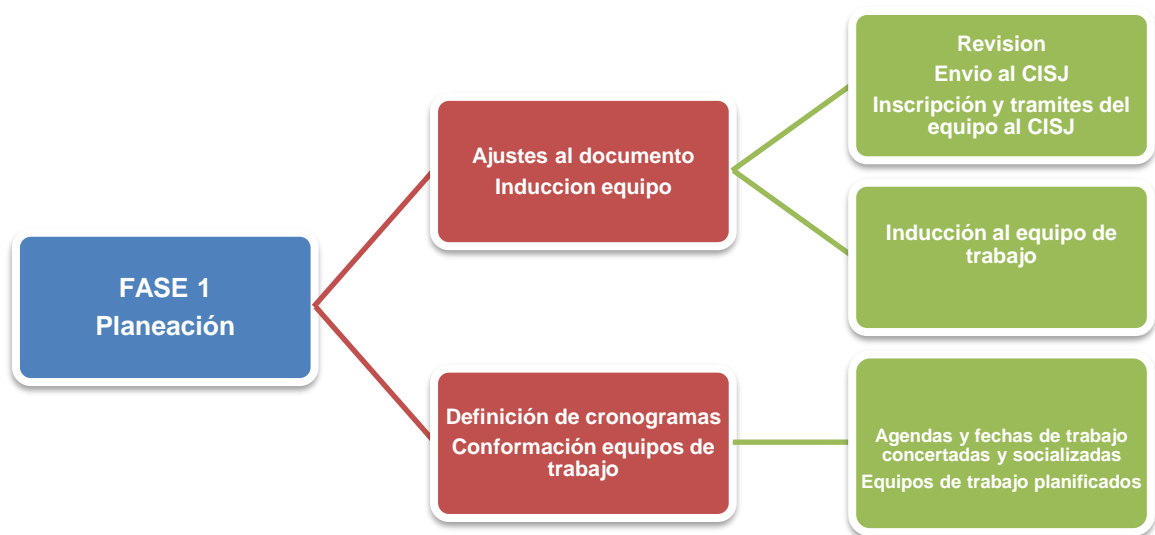 FASE 1
Planeación
Ajustes al documento
Induccion equipo
Revision
Envio al CISJ
Inscripción y tramites del
equipo al CISJ
Inducción al equipo de
trabajo
Definición de cronogramas
Conformación equipos de
trabajo
Agendas y fechas de trabajo
concertadas y socializadas
Equipos de trabajo planificados